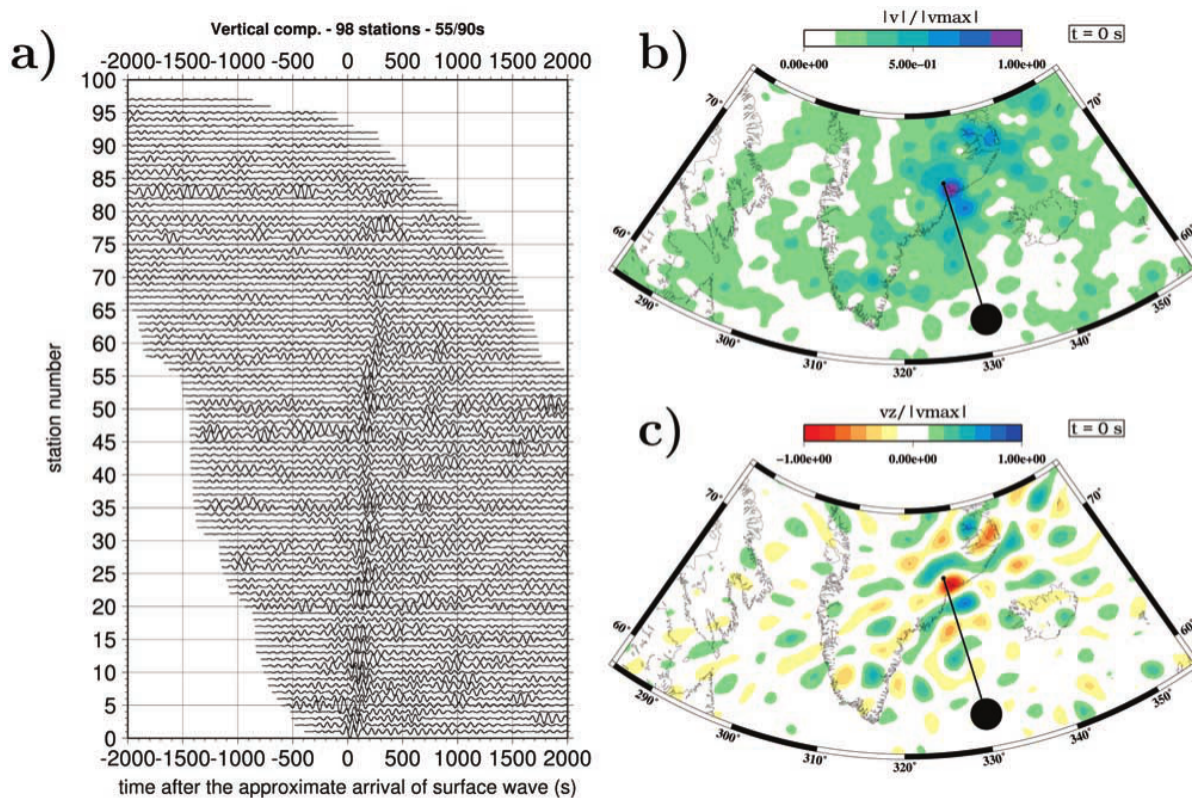 a)
Vertical comp. - 98 stations - 55/90s
-2000 -1500 -1000 -500 0 500 1000 1500 2000
100
95
90
85
80
75
70
65
60
55
50
45
40
35
30
25
20
15
10
5
0
station number
-2000 -1500 -1000 -500 0 500 1000 1500 2000
time after the approximate arrival of surface wave (s)
b)
|v|/|vmax|
t = 0 s
0.00e+00 5.00e-01 1.00e+00
70° 70°
60° 60°
290° 350°
300° 340°
310° 320° 330°
c)
vz/|vmax|
t = 0 s
-1.00e+00 0.00e+00 1.00e+00
70° 70°
60° 60°
290° 350°
300° 340°
310° 320° 330°